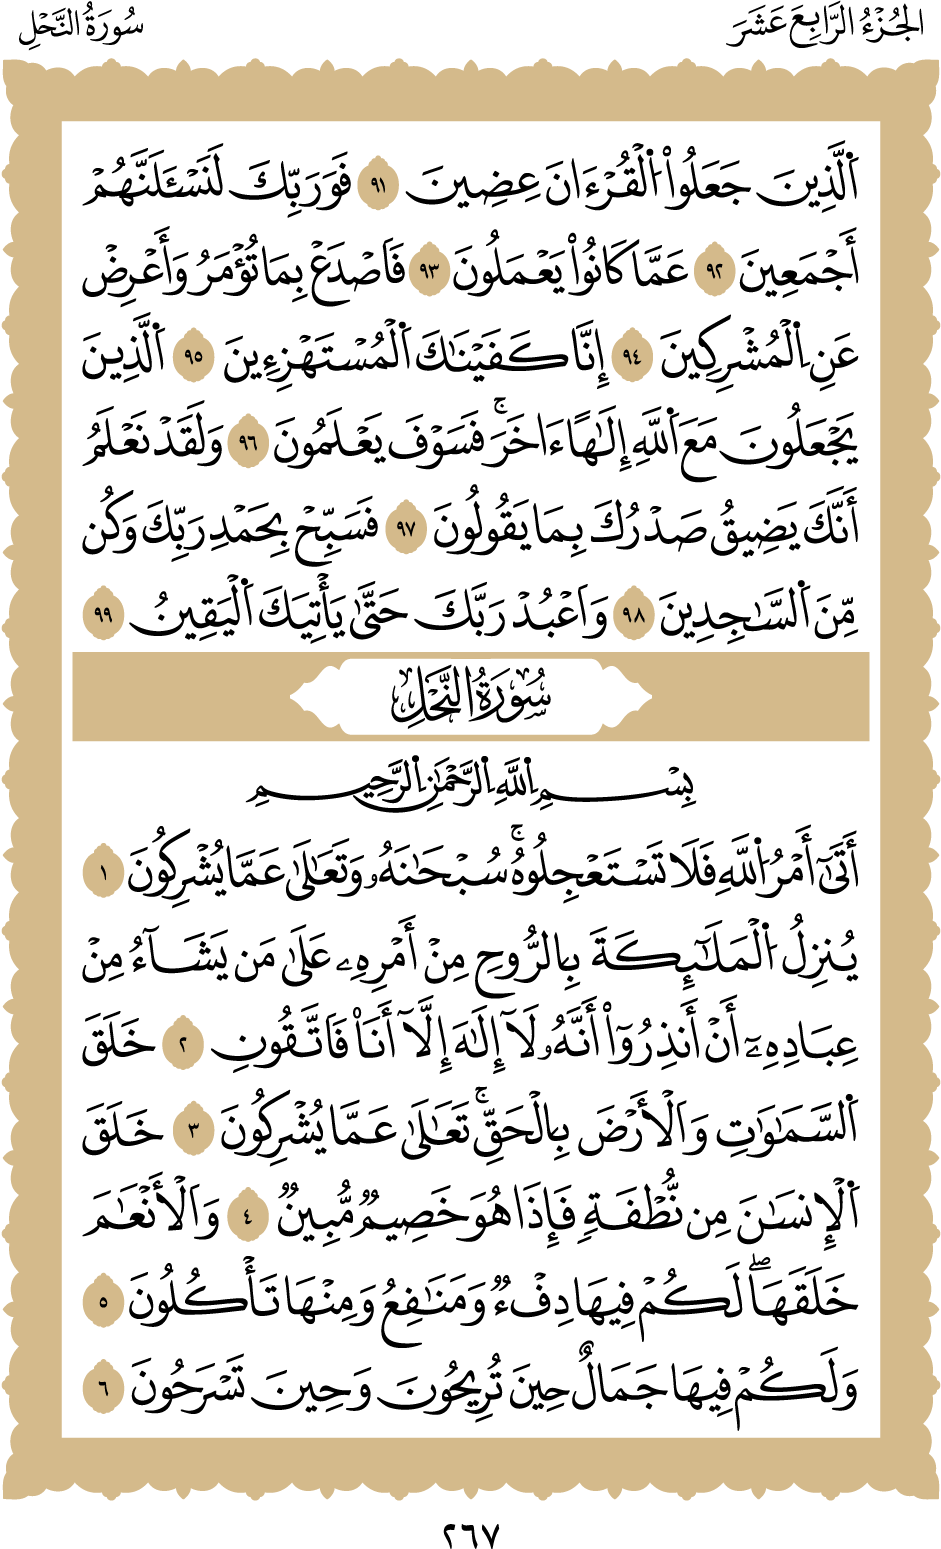 الجُزْءُ الرَّابِعَ عَشَرَ
سُورَةُ النَّحْلِ
ٱلَّذِينَ جَعَلُوا۟ ٱلْقُرْءَانَ عِضِينَ ٩١ فَوَرَبِّكَ لَنَسْـَٔلَنَّهُمْ
أَجْمَعِينَ ٩٢ عَمَّا كَانُوا۟ يَعْمَلُونَ ٩٣ فَٱصْدَعْ بِمَا تُؤْمَرُ وَأَعْرِضْ
عَنِ ٱلْمُشْرِكِينَ ٩٤ إِنَّا كَفَيْنَـٰكَ ٱلْمُسْتَهْزِءِينَ ٩٥ ٱلَّذِينَ
يَجْعَلُونَ مَعَ ٱللَّهِ إِلَـٰهًا ءَاخَرَ ۚ فَسَوْفَ يَعْلَمُونَ ٩٦ وَلَقَدْ نَعْلَمُ
أَنَّكَ يَضِيقُ صَدْرُكَ بِمَا يَقُولُونَ ٩٧ فَسَبِّحْ بِحَمْدِ رَبِّكَ وَكُن
مِّنَ ٱلسَّـٰجِدِينَ ٩٨ وَٱعْبُدْ رَبَّكَ حَتَّىٰ يَأْتِيَكَ ٱلْيَقِينُ ٩٩
سُورَةُ النَّحْلِ
بِسْمِ ٱللَّهِ ٱلرَّحْمَـٰنِ ٱلرَّحِيمِ
أَتَىٰٓ أَمْرُ ٱللَّهِ فَلَا تَسْتَعْجِلُوهُ ۚ سُبْحَـٰنَهُۥ وَتَعَـٰلَىٰ عَمَّا يُشْرِكُونَ ١
يُنَزِّلُ ٱلْمَلَـٰٓئِكَةَ بِٱلرُّوحِ مِنْ أَمْرِهِۦ عَلَىٰ مَن يَشَآءُ مِنْ
عِبَادِهِۦٓ أَنْ أَنذِرُوٓا۟ أَنَّهُۥ لَآ إِلَـٰهَ إِلَّآ أَنَا۠ فَٱتَّقُونِ ٢ خَلَقَ
ٱلسَّمَـٰوَٰتِ وَٱلْأَرْضَ بِٱلْحَقِّ ۚ تَعَـٰلَىٰ عَمَّا يُشْرِكُونَ ٣ خَلَقَ
ٱلْإِنسَـٰنَ مِن نُّطْفَةٍ فَإِذَا هُوَ خَصِيمٌ مُّبِينٌ ٤ وَٱلْأَنْعَـٰمَ
خَلَقَهَا ۖ لَكُمْ فِيهَا دِفْءٌ وَمَنَـٰفِعُ وَمِنْهَا تَأْكُلُونَ ٥
وَلَكُمْ فِيهَا جَمَالٌ حِينَ تُرِيحُونَ وَحِينَ تَسْرَحُونَ ٦
٢٦٧